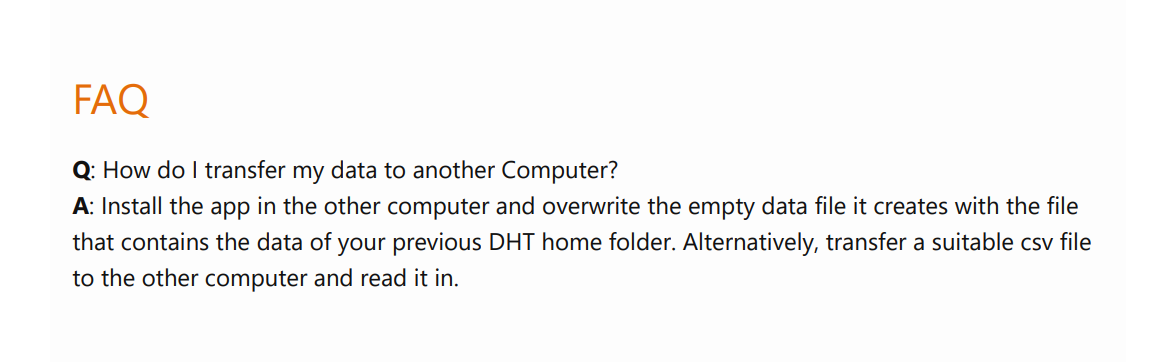 FAQ
Q: How do I transfer my data to another Computer?
A: Install the app in the other computer and overwrite the empty data file it creates with the file
that contains the data of your previous DHT home folder. Alternatively, transfer a suitable csv file
to the other computer and read it in.